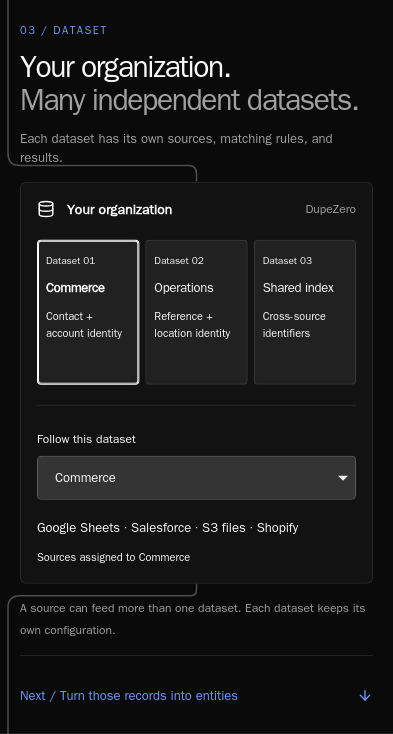 03 / DATASET
Your organization.
Many independent datasets.
Each dataset has its own sources, matching rules, and
results.
Your organization
DupeZero
Dataset 01
Commerce
Contact +
account identity
Dataset 02
Operations
Reference +
location identity
Dataset 03
Shared index
Cross-source
identifiers
Follow this dataset
Commerce
Google Sheets · Salesforce · S3 files · Shopify
Sources assigned to Commerce
A source can feed more than one dataset. Each dataset keeps its
own configuration.
Next / Turn those records into entities